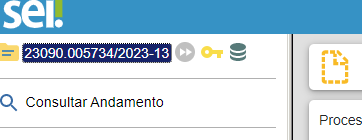 sei!
23090.005734/2023-13
Consultar Andamento
Proces